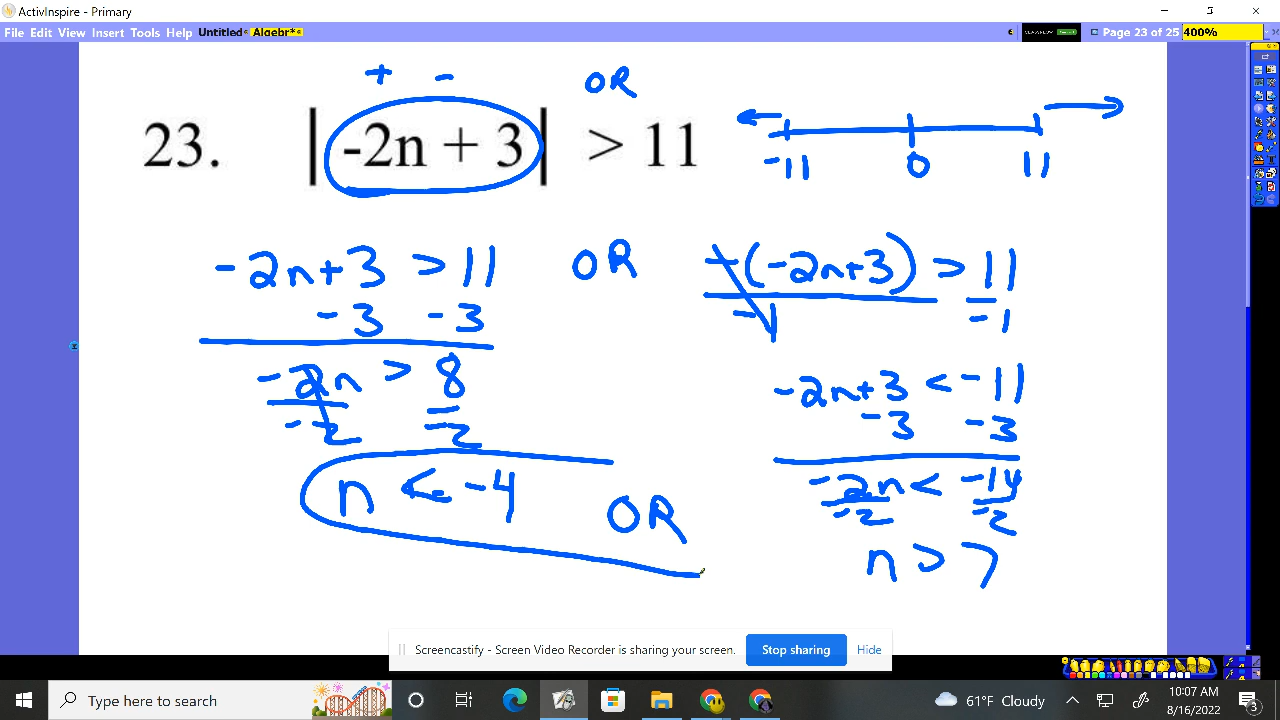 ActivInspire - Primary
File Edit View Insert Tools Help Untitled* Algebr*
Page 23 of 25 400%
+ - OR
23. |-2n + 3| > 11
-11 0 11
-2n+3 > 11 OR -(-2n+3) > 11
-3 -3 -1 -1
-2n > 8 -2n+3 < -11
-2 -2 -3 -3
n < -4 OR -2n < -14
-2 -2
n > 7
Screencastify - Screen Video Recorder is sharing your screen. Stop sharing Hide
Type here to search
61°F Cloudy
10:07 AM
8/16/2022
3